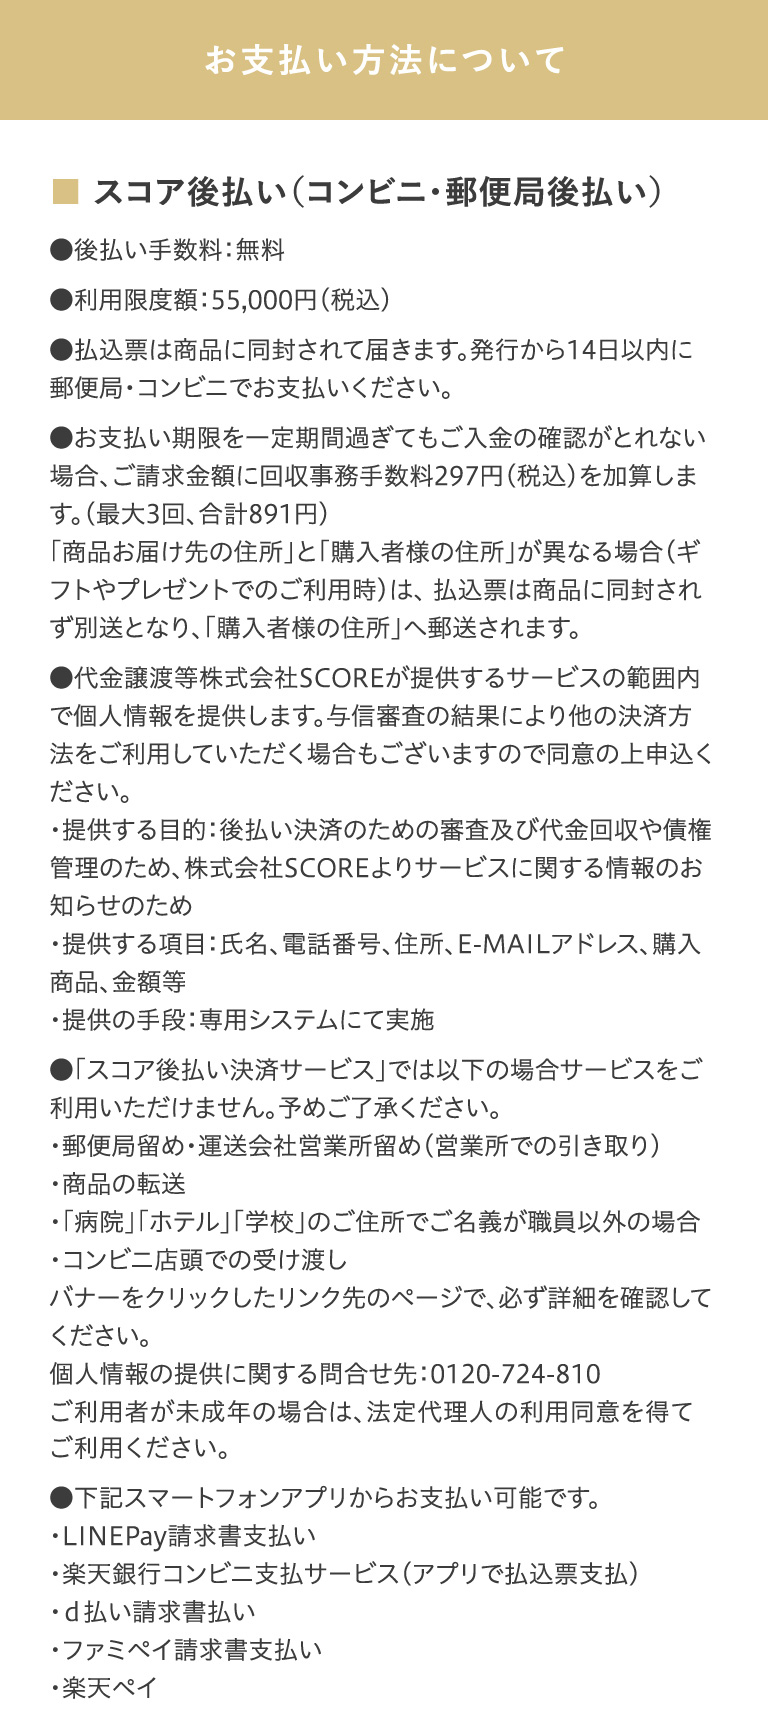 お支払い方法について
■ スコア後払い(コンビニ・郵便局後払い)
●後払い手数料:無料
●利用限度額:55,000円(税込)
●払込票は商品に同封されて届きます。発行から14日以内に
郵便局・コンビニでお支払いください。
●お支払い期限を一定期間過ぎてもご入金の確認がとれない
場合、ご請求金額に回収事務手数料297円(税込)を加算しま
す。(最大3回、合計891円)
「商品お届け先の住所」と「購入者様の住所」が異なる場合(ギ
フトやプレゼントでのご利用時)は、払込票は商品に同封され
ず別送となり、「購入者様の住所」へ郵送されます。
●代金譲渡等株式会社SCOREが提供するサービスの範囲内
で個人情報を提供します。与信審査の結果により他の決済方
法をご利用していただく場合もございますので同意の上申込く
ださい。
・提供する目的:後払い決済のための審査及び代金回収や債権
管理のため、株式会社SCOREよりサービスに関する情報のお
知らせのため
・提供する項目:氏名、電話番号、住所、E-MAILアドレス、購入
商品、金額等
・提供の手段:専用システムにて実施
●「スコア後払い決済サービス」では以下の場合サービスをご
利用いただけません。予めご了承ください。
・郵便局留め・運送会社営業所留め(営業所での引き取り)
・商品の転送
・「病院」「ホテル」「学校」のご住所でご名義が職員以外の場合
・コンビニ店頭での受け渡し
バナーをクリックしたリンク先のページで、必ず詳細を確認して
ください。
個人情報の提供に関する問合せ先:0120-724-810
ご利用者が未成年の場合は、法定代理人の利用同意を得て
ご利用ください。
●下記スマートフォンアプリからお支払い可能です。
・LINEPay請求書支払い
・楽天銀行コンビニ支払サービス(アプリで払込票支払)
・ｄ払い請求書払い
・ファミペイ請求書支払い
・楽天ペイ